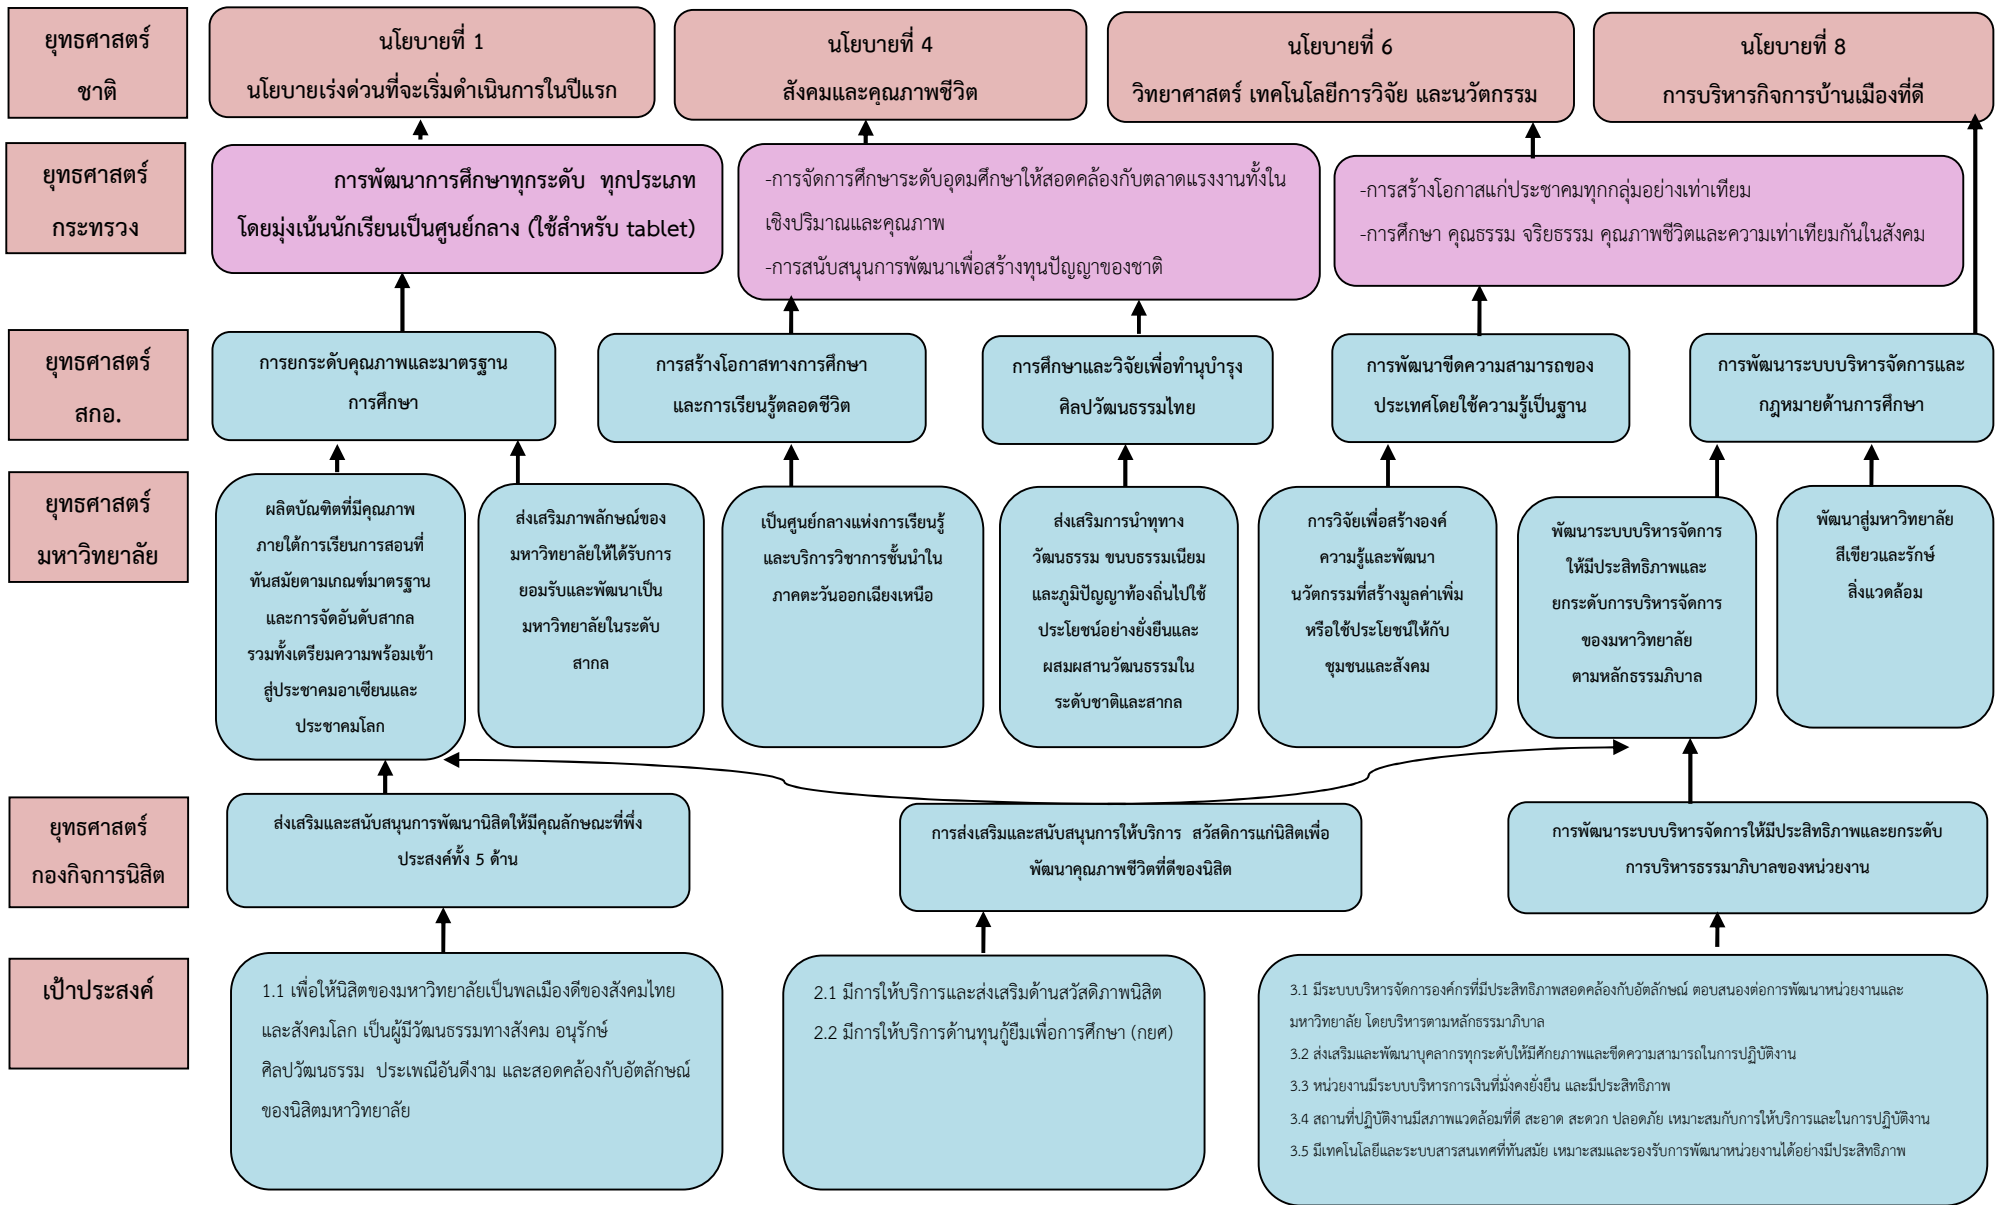 ยุทธศาสตร์
ชาติ
นโยบายที่ 1
นโยบายเร่งด่วนที่จะเริ่มดำเนินการในปีแรก
นโยบายที่ 4
สังคมและคุณภาพชีวิต
นโยบายที่ 6
วิทยาศาสตร์ เทคโนโลยีการวิจัย และนวัตกรรม
นโยบายที่ 8
การบริหารกิจการบ้านเมืองที่ดี
ยุทธศาสตร์
กระทรวง
การพัฒนาการศึกษาทุกระดับ ทุกประเภท
โดยมุ่งเน้นนักเรียนเป็นศูนย์กลาง (ใช้สำหรับ tablet)
-การจัดการศึกษาระดับอุดมศึกษาให้สอดคล้องกับตลาดแรงงานทั้งใน
เชิงปริมาณและคุณภาพ
-การสนับสนุนการพัฒนาเพื่อสร้างทุนปัญญาของชาติ
-การสร้างโอกาสแก่ประชาคมทุกกลุ่มอย่างเท่าเทียม
-การศึกษา คุณธรรม จริยธรรม คุณภาพชีวิตและความเท่าเทียมกันในสังคม
ยุทธศาสตร์
สกอ.
การยกระดับคุณภาพและมาตรฐาน
การศึกษา
การสร้างโอกาสทางการศึกษา
และการเรียนรู้ตลอดชีวิต
การศึกษาและวิจัยเพื่อทำนุบำรุง
ศิลปวัฒนธรรมไทย
การพัฒนาขีดความสามารถของ
ประเทศโดยใช้ความรู้เป็นฐาน
การพัฒนาระบบบริหารจัดการและ
กฎหมายด้านการศึกษา
ยุทธศาสตร์
มหาวิทยาลัย
ผลิตบัณฑิตที่มีคุณภาพ
ภายใต้การเรียนการสอนที่
ทันสมัยตามเกณฑ์มาตรฐาน
และการจัดอันดับสากล
รวมทั้งเตรียมความพร้อมเข้า
สู่ประชาคมอาเซียนและ
ประชาคมโลก
ส่งเสริมภาพลักษณ์ของ
มหาวิทยาลัยให้ได้รับการ
ยอมรับและพัฒนาเป็น
มหาวิทยาลัยในระดับ
สากล
เป็นศูนย์กลางแห่งการเรียนรู้
และบริการวิชาการชั้นนำใน
ภาคตะวันออกเฉียงเหนือ
ส่งเสริมการนำทุทาง
วัฒนธรรม ขนบธรรมเนียม
และภูมิปัญญาท้องถิ่นไปใช้
ประโยชน์อย่างยั่งยืนและ
ผสมผสานวัฒนธรรมใน
ระดับชาติและสากล
การวิจัยเพื่อสร้างองค์
ความรู้และพัฒนา
นวัตกรรมที่สร้างมูลค่าเพิ่ม
หรือใช้ประโยชน์ให้กับ
ชุมชนและสังคม
พัฒนาระบบบริหารจัดการ
ให้มีประสิทธิภาพและ
ยกระดับการบริหารจัดการ
ของมหาวิทยาลัย
ตามหลักธรรมภิบาล
พัฒนาสู่มหาวิทยาลัย
สีเขียวและรักษ์
สิ่งแวดล้อม
ยุทธศาสตร์
กองกิจการนิสิต
ส่งเสริมและสนับสนุนการพัฒนานิสิตให้มีคุณลักษณะที่พึ่ง
ประสงค์ทั้ง 5 ด้าน
การส่งเสริมและสนับสนุนการให้บริการ สวัสดิการแก่นิสิตเพื่อ
พัฒนาคุณภาพชีวิตที่ดีของนิสิต
การพัฒนาระบบบริหารจัดการให้มีประสิทธิภาพและยกระดับ
การบริหารธรรมาภิบาลของหน่วยงาน
เป้าประสงค์
1.1 เพื่อให้นิสิตของมหาวิทยาลัยเป็นพลเมืองดีของสังคมไทย
และสังคมโลก เป็นผู้มีวัฒนธรรมทางสังคม อนุรักษ์
ศิลปวัฒนธรรม ประเพณีอันดีงาม และสอดคล้องกับอัตลักษณ์
ของนิสิตมหาวิทยาลัย
2.1 มีการให้บริการและส่งเสริมด้านสวัสดิภาพนิสิต
2.2 มีการให้บริการด้านทุนกู้ยืมเพื่อการศึกษา (กยศ)
3.1 มีระบบบริหารจัดการองค์กรที่มีประสิทธิภาพสอดคล้องกับอัตลักษณ์ ตอบสนองต่อการพัฒนาหน่วยงานและ
มหาวิทยาลัย โดยบริหารตามหลักธรรมาภิบาล
3.2 ส่งเสริมและพัฒนาบุคลากรทุกระดับให้มีศักยภาพและขีดความสามารถในการปฏิบัติงาน
3.3 หน่วยงานมีระบบบริหารการเงินที่มั่งคงยั่งยืน และมีประสิทธิภาพ
3.4 สถานที่ปฏิบัติงานมีสภาพแวดล้อมที่ดี สะอาด สะดวก ปลอดภัย เหมาะสมกับการให้บริการและในการปฏิบัติงาน
3.5 มีเทคโนโลยีและระบบสารสนเทศที่ทันสมัย เหมาะสมและรองรับการพัฒนาหน่วยงานได้อย่างมีประสิทธิภาพ